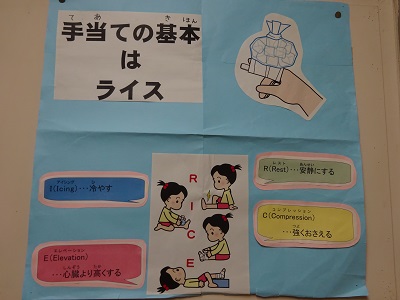 手当ての基本
は
ライス
R(Rest)･･･安静にする
I(Icing)･･･冷やす
C(Compression)
･･･強くおさえる
E(Elevation)
･･･心臓より高くする
R
I
C
E